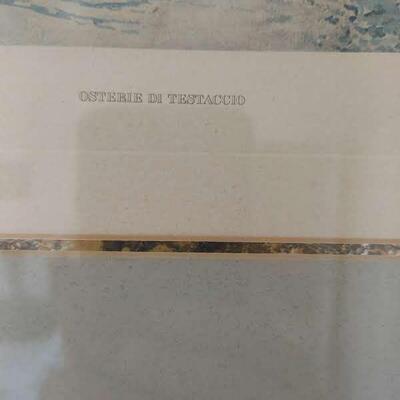 OSTERIE DI TESTACCIO